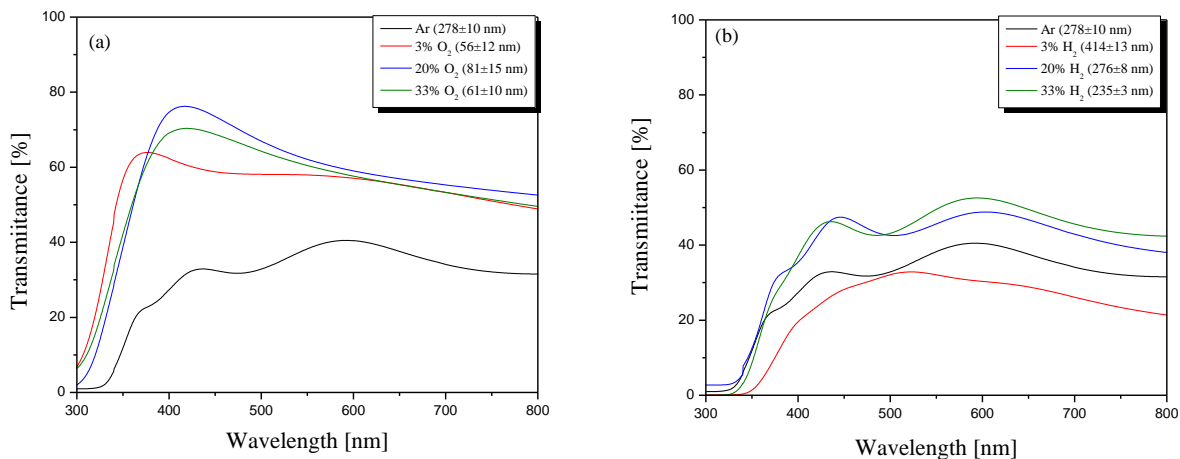 (a)
Ar (278±10 nm)
3% O₂ (56±12 nm)
20% O₂ (81±15 nm)
33% O₂ (61±10 nm)
100
80
60
40
20
0
Transmiitance [%]
300 400 500 600 700 800
Wavelength [nm]
(b)
Ar (278±10 nm)
3% H₂ (414±13 nm)
20% H₂ (276±8 nm)
33% H₂ (235±3 nm)
100
80
60
40
20
0
Transmiitance [%]
300 400 500 600 700 800
Wavelength [nm]